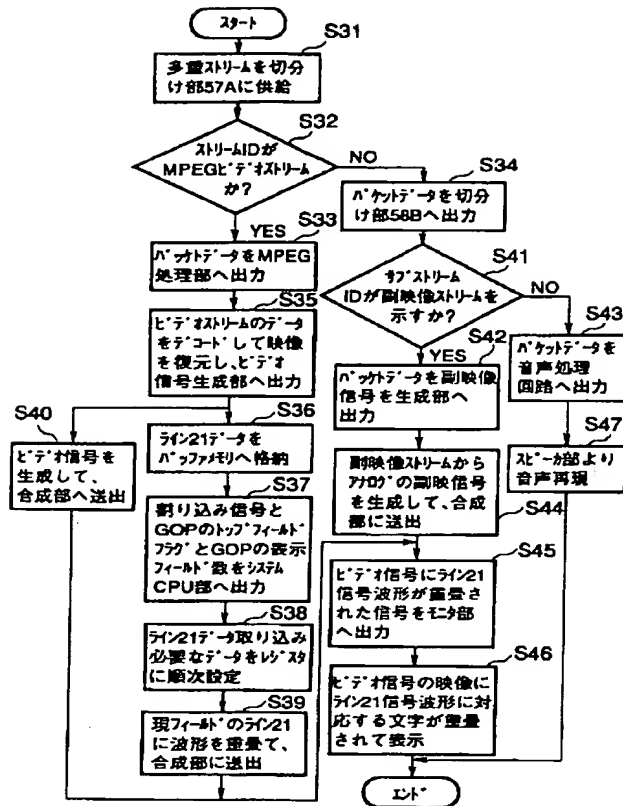 スタート
S31
多重ストリームを切分
け部57Aに供給
S32
ストリームIDが
MPEGビデオストリーム
か?
NO
YES
S33
パケットデータをMPEG
処理部へ出力
S34
パケットデータを切分
け部58Bへ出力
S35
ビデオストリームのデータ
をデコードして映像
を復元し、ビデオ
信号生成部へ出力
S41
サブストリーム
IDが副映像ストリームを
示すか?
NO
YES
S42
パケットデータを副映像
信号を生成部へ
出力
S43
パケットデータを
音声処理
回路へ出力
S40
ビデオ信号を
生成して、
合成部へ送出
S36
ライン21データを
バッファメモリへ格納
S47
スピーカ部より
音声再現
S37
割り込み信号と
GOPのトップフィールド
フラグとGOPの表示
フィールド数をシステム
CPU部へ出力
副映像ストリームから
アナログの副映像信号
を生成して、合成
部に送出
S44
S38
ライン21データ取り込み
必要なデータをレジスタ
に順次設定
S45
ビデオ信号にライン21
信号波形が重畳
された信号をモニタ部
へ出力
S39
現フィールドのライン21
に波形を重畳て、
合成部に送出
S46
ビデオ信号の映像に
ライン21信号波形に対
応する文字が重畳
されて表示
エンド